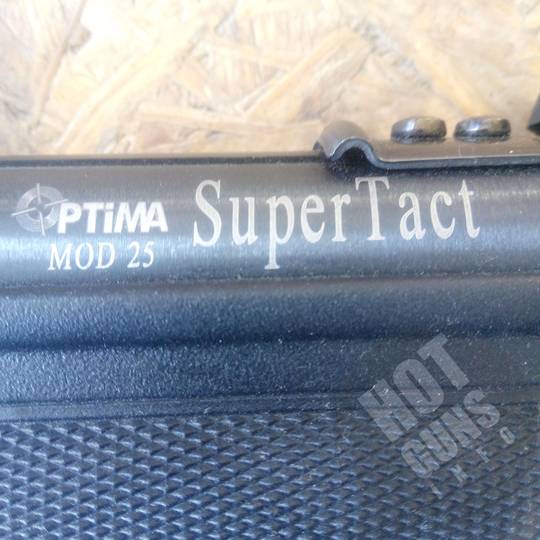 OPTiMA
MOD 25
SuperTact
HOT
GUNS
INFO